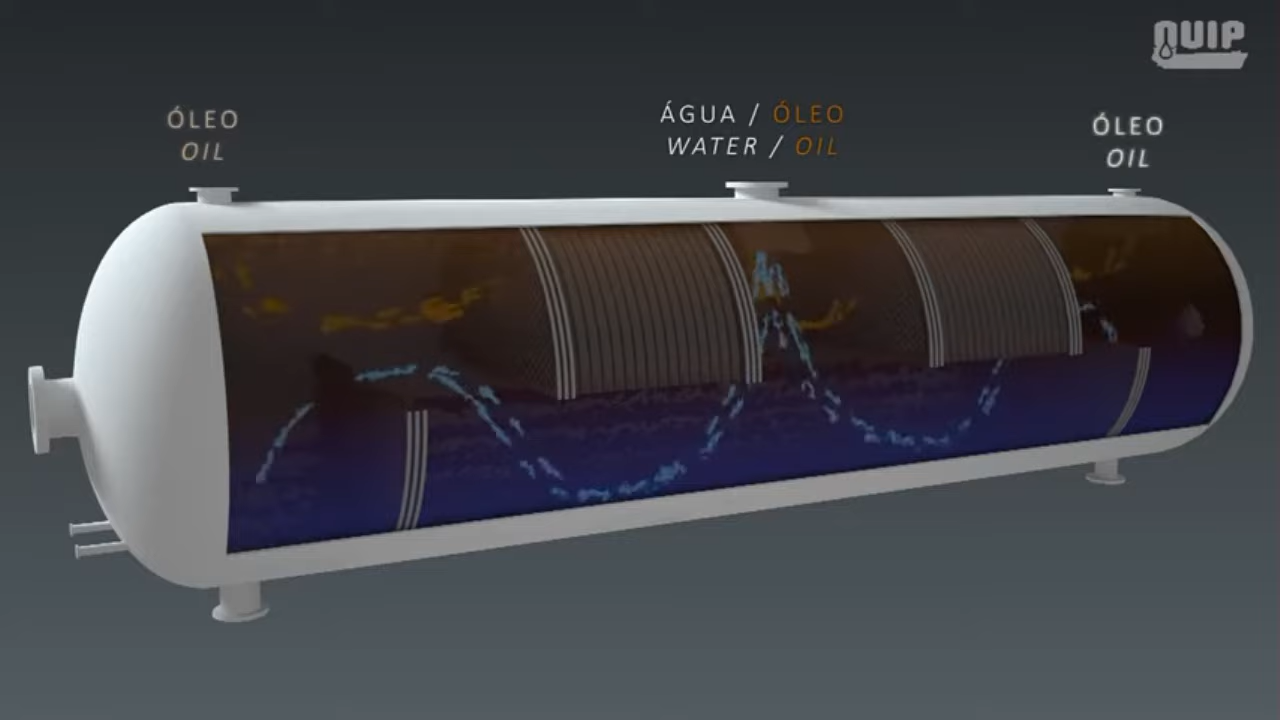 QUIP
ÓLEO
OIL
ÁGUA / ÓLEO
WATER / OIL
ÓLEO
OIL